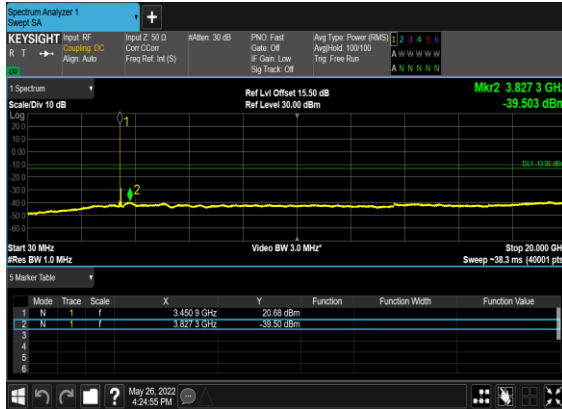 Spectrum Analyzer 1
Swept SA
+
KEYSIGHT Input: RF Input Z: 50 Ω #Atten: 30 dB PNO: Fast Avg Type: Power (RMS) 1 2 3 4 5 6
R T Coupling: DC Corr CCorr Gate: Off Avg|Hold: 100/100 A W W W W W
Align: Auto Freq Ref: Int (S) IF Gain: Low Trig: Free Run
Sig Track: Off A N N N N N
LU
1 Spectrum Ref Lvl Offset 15.50 dB Mkr2 3.827 3 GHz
Scale/Div 10 dB Ref Level 30.00 dBm -39.503 dBm
Log
20.0
10.0
0.00
-10.0
-20.0
-30.0
-40.0
-50.0
-60.0
1
2
DL1 -13.00 dBm
Start 30 MHz Video BW 3.0 MHz* Stop 20.000 GHz
#Res BW 1.0 MHz Sweep ~38.3 ms (40001 pts)
5 Marker Table
Mode Trace Scale X Y Function Function Width Function Value
1 N 1 f 3.450 9 GHz 20.68 dBm
2 N 1 f 3.827 3 GHz -39.50 dBm
3
4
5
6
? May 26, 2022
4:24:55 PM